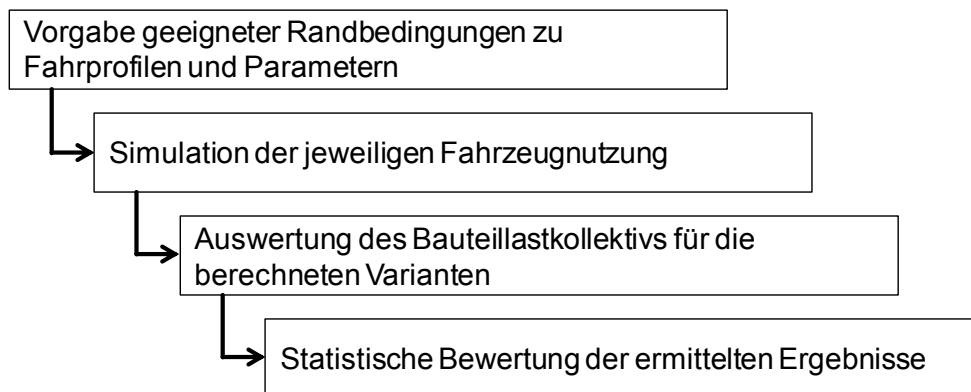 Vorgabe geeigneter Randbedingungen zu
Fahrprofilen und Parametern
Simulation der jeweiligen Fahrzeugnutzung
Auswertung des Bauteillastkollektivs für die
berechneten Varianten
Statistische Bewertung der ermittelten Ergebnisse